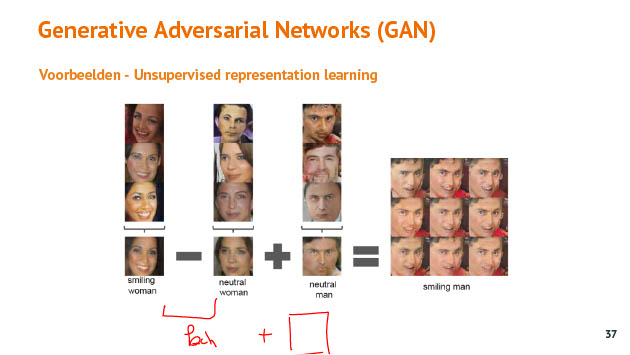 Generative Adversarial Networks (GAN)
Voorbeelden - Unsupervised representation learning
smiling
woman
neutral
woman
neutral
man
smiling man
lach +
37